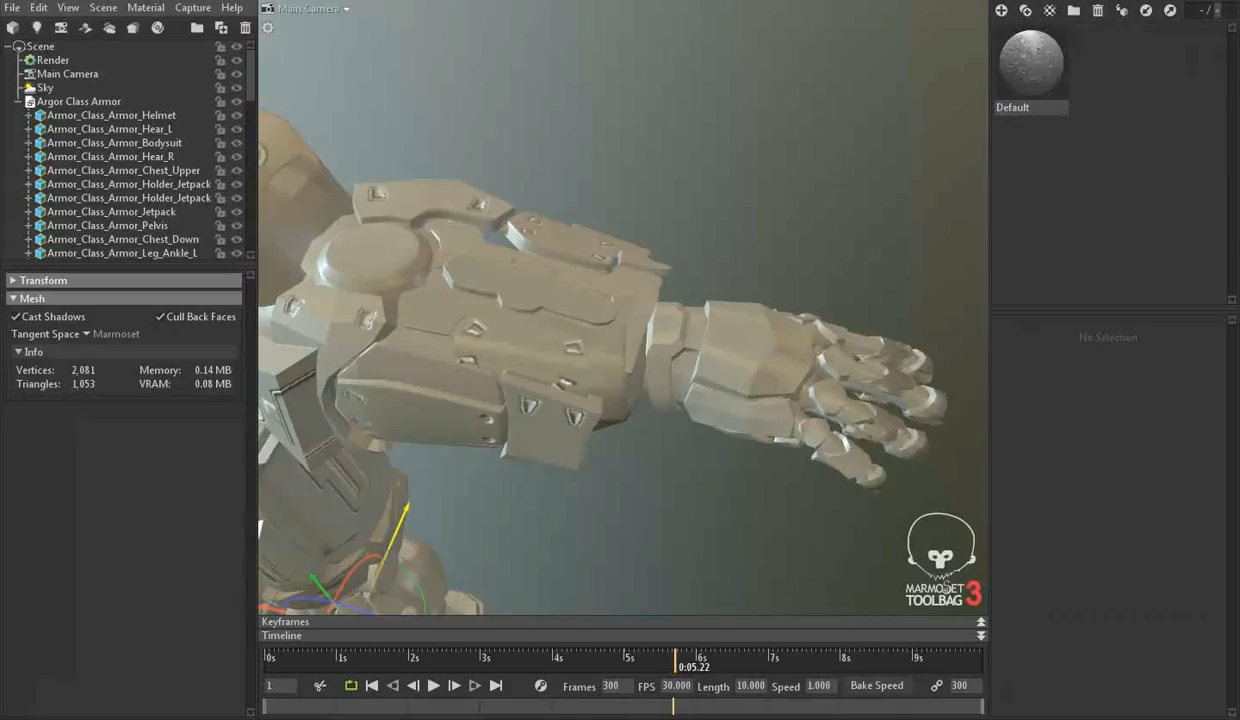 File Edit View Scene Material Capture Help
Main Camera
- /
Scene
Render
Main Camera
Sky
Argor Class Armor
Armor_Class_Armor_Helmet
Armor_Class_Armor_Hear_L
Armor_Class_Armor_Bodysuit
Armor_Class_Armor_Hear_R
Armor_Class_Armor_Chest_Upper
Armor_Class_Armor_Holder_Jetpack
Armor_Class_Armor_Holder_Jetpack
Armor_Class_Armor_Jetpack
Armor_Class_Armor_Pelvis
Armor_Class_Armor_Chest_Down
Armor_Class_Armor_Leg_Ankle_L
Default
Transform
Mesh
Cast Shadows Cull Back Faces
Tangent Space Marmoset
Info
Vertices: 2,081 Memory: 0.14 MB
Triangles: 1,053 VRAM: 0.08 MB
No Selection
MARMOSET
TOOLBAG 3
Keyframes
Timeline
0s 1s 2s 3s 4s 5s 6s 7s 8s 9s
0:05.22
1 Frames 300 FPS 30.000 Length 10.000 Speed 1.000 Bake Speed 300